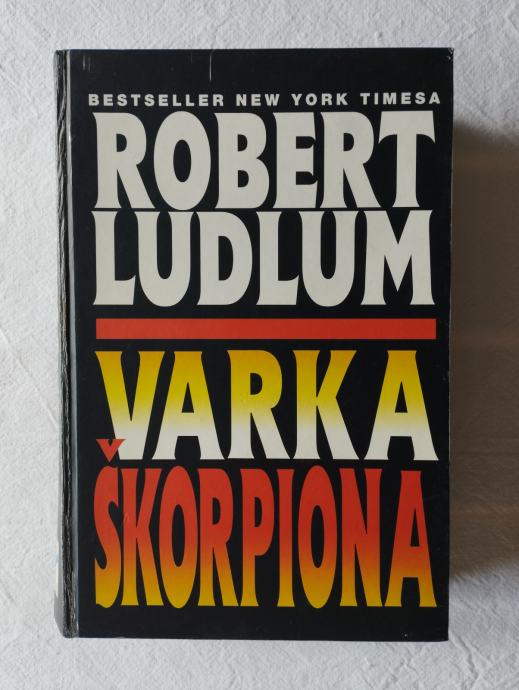 BESTSELLER NEW YORK TIMESA
ROBERT
LUDLUM
VARKA
ŠKORPIONA